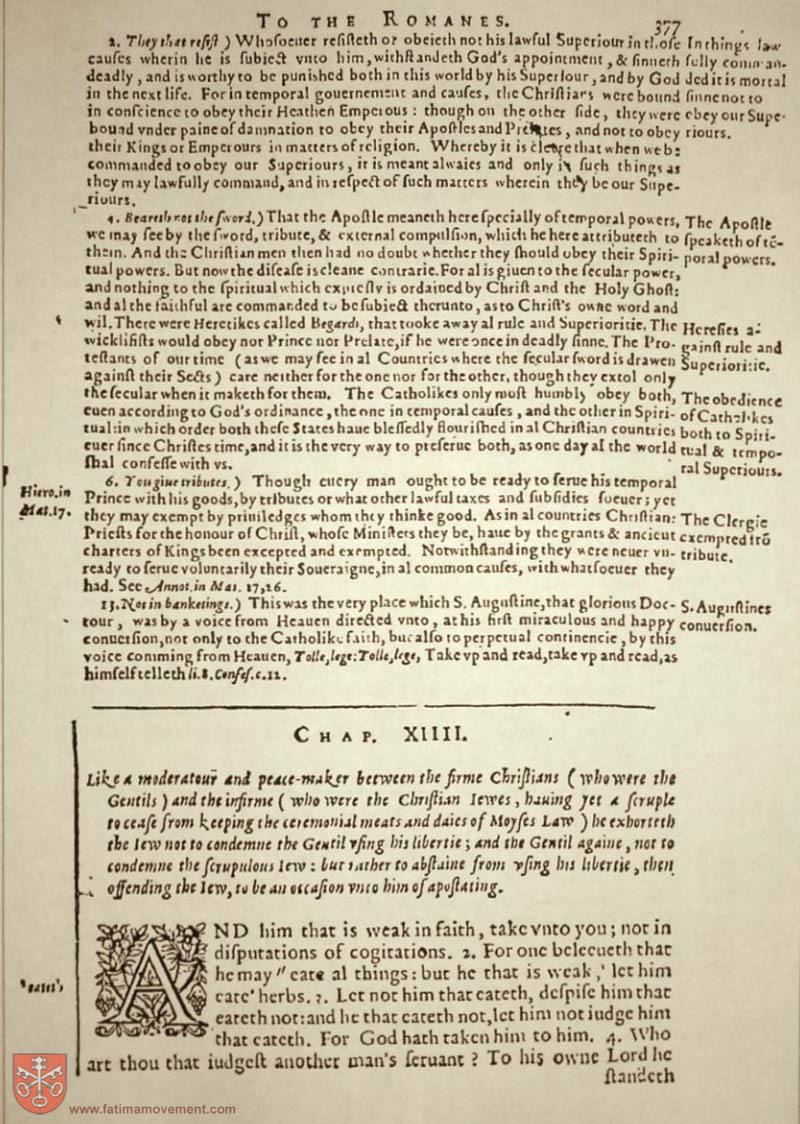 TO THE ROMANES.
377
2. They that resiſt ) Whoſoeuer reſiſteth or obeieth not his lawful Superiour in thoſe
cauſes wherin he is ſubiect vnto him, withſtandeth God's appointment, & ſinneth
deadly, and is worthy to be punished both in this world by his Superiour, and by God
in the next life. For in temporal gouernement and cauſes, the Chriſtians were bound
in conſcience to obey their Heathen Emperous : though on the other ſide, they were
bound vnder paine of damnation to obey their Apoſtles and Prelates, and not to obey
their Kings or Emperours in matters of religion. Whereby it is cleare that when we be
commanded to obey our Superiours, it is meant alwaies and only in ſuch things as
they may lawfully command, and in reſpect of ſuch matters wherein they be our Supe-
riours.
In things law
fully comman-
ded it is mortal
ſinne not to
obey our Supe-
riours.
4. Beareth not the ſword.) That the Apoſtle meaneth here ſpecially of temporal powers,
we may ſee by the ſword, tribute, & external compulſion, which he here attributeth to
them. And the Chriſtian men then had no doubt whether they ſhould obey their Spiri-
tual powers. But now the diſeaſe is cleane contrarie. For al is giuen to the ſecular power,
and nothing to the ſpiritual which expreſly is ordained by Chriſt and the Holy Ghoſt:
and al the faithful are commanded to be ſubiect therunto, as to Chriſt's owne word and
wil. There were Heretikes called Begardi, that tooke away al rule and Superioritie. The
wickliſiſts would obey nor Prince nor Prelate, if he were once in deadly ſinne. The Pro-
teſtants of our time (as we may ſee in al Countries where the ſecular ſword is drawen
againſt their Sects) care neither for the one nor for the other, though they extol only
the ſecular when it maketh for them. The Catholikes only moſt humbly obey both,
euen according to God's ordinance, the one in temporal cauſes, and the other in Spiri-
tual: in which order both theſe States haue bleſſedly flouriſhed in al Chriſtian countries
euer ſince Chriſtes time, and it is the very way to preſerue both, as one day al the world
ſhal confeſſe with vs.
The Apoſtle
ſpeaketh of tē-
poral powers.
Hereſies a-
gainſt rule and
Superioritie.
The obedience
of Catholikes
both to Spiri-
tual & tempo-
ral Superiours.
6. You giue tributes.) Though euery man ought to be ready to ſerue his temporal
Prince with his goods, by tributes or what other lawful taxes and ſubſidies ſoeuer; yet
they may exempt by priuiledges whom they thinke good. As in al countries Chriſtian:
Prieſts for the honour of Chriſt, whoſe Miniſters they be, haue by the grants & ancient
charters of Kings been excepted and exempted. Notwithſtanding they were neuer vn-
ready to ſerue voluntarily their Soueraigne, in al common cauſes, with whatſoeuer they
had. See Annot. in Mat. 17, 26.
Hiero. in
Mat. 17.
The Clergie
exempted frō
tribute.
13. Not in banketings.) This was the very place which S. Auguſtine, that glorious Doc-
tour, was by a voice from Heauen directed vnto, at his firſt miraculous and happy
conuerſion, not only to the Catholike faith, but alſo to perpetual continencie, by this
voice comming from Heauen, Tolle, lege: Tolle, lege, Take vp and read, take vp and read, as
himſelf telleth li. 8. Confeſ. c. 12.
S. Auguſtines
conuerſion.
CHAP. XIIII.
Like a moderatour and peace-maker between the firme Chriſtians ( who were the
Gentils ) and the infirme ( who were the Chriſtian Iewes, hauing yet a ſcruple
to ceaſe from keeping the ceremonial meats and daies of Moyſes Law ) he exhorteth
the Iew not to condemne the Gentil vſing his libertie; and the Gentil againe, not to
condemne the ſcrupulous Iew : but rather to abſtaine from vſing his libertie, then
offending the Iew, to be an occaſion vnto him of apoſtating.
AND him that is weak in faith, take vnto you; not in
diſputations of cogitations. 2. For one beleeueth that
he may " eate al things: but he that is weak, ' let him
eate' herbs. 3. Let not him that eateth, deſpiſe him that
eateth not: and he that eateth not, let him not iudge him
that eateth. For God hath taken him to him. 4. Who
art thou that iudgeſt another man's ſeruant ? To his owne Lord he
ſtandeth
www.fatimamovement.com